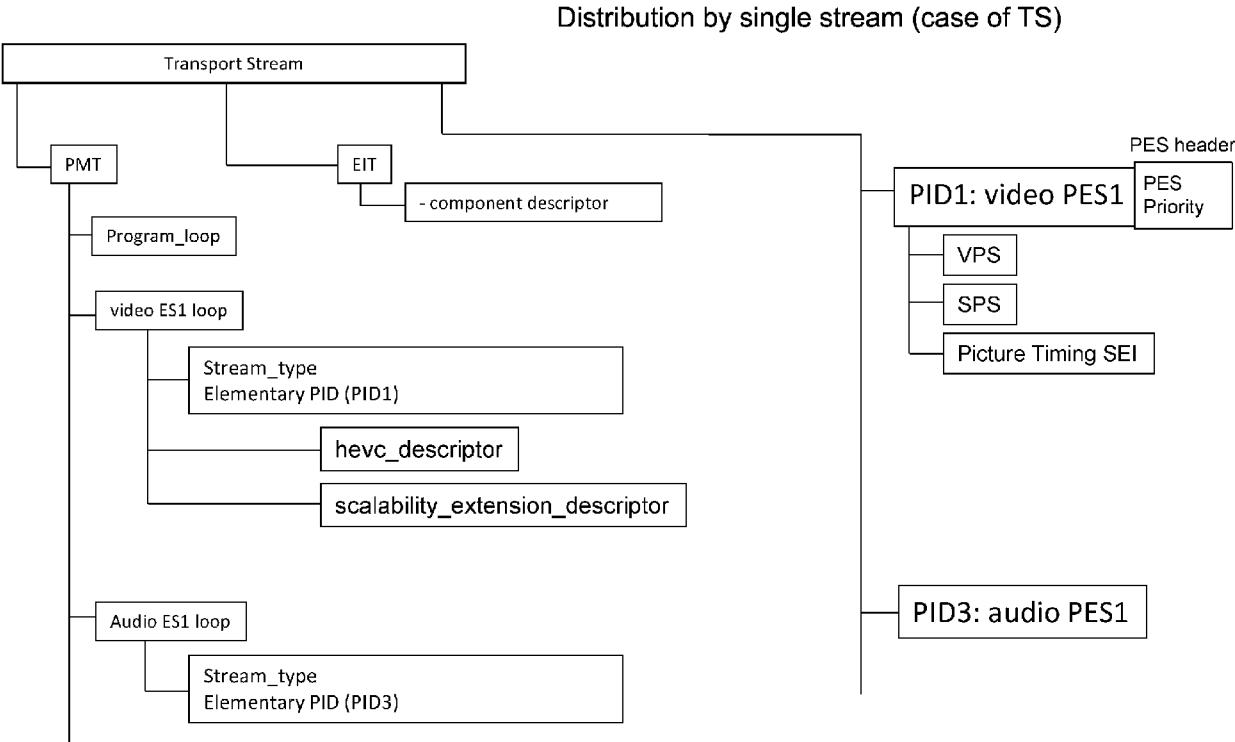 Distribution by single stream (case of TS)
Transport Stream
PMT
EIT
- component descriptor
Program_loop
video ES1 loop
Stream_type
Elementary PID (PID1)
hevc_descriptor
scalability_extension_descriptor
Audio ES1 loop
Stream_type
Elementary PID (PID3)
PES header
PID1: video PES1
PES
Priority
VPS
SPS
Picture Timing SEI
PID3: audio PES1